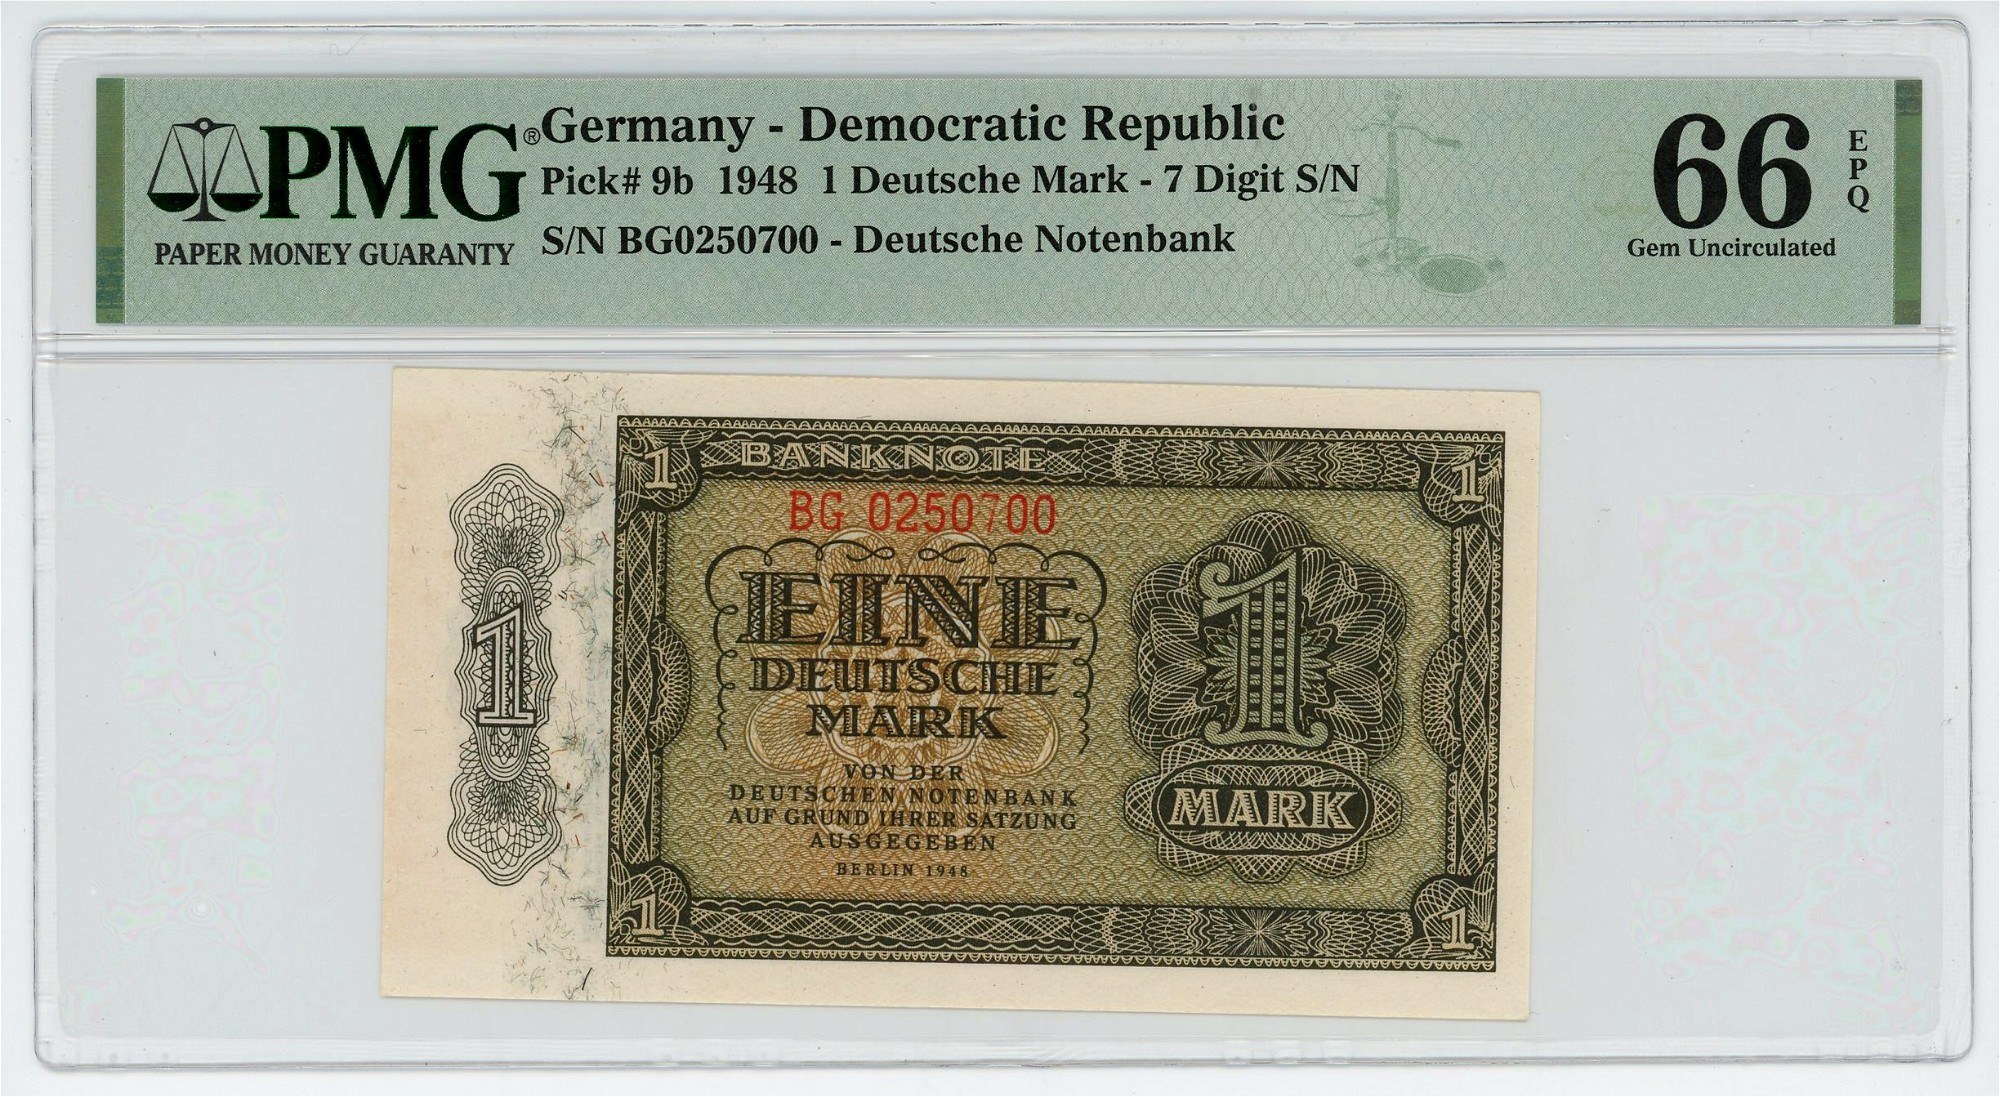 PMG®
PAPER MONEY GUARANTY
Germany - Democratic Republic
Pick# 9b 1948 1 Deutsche Mark - 7 Digit S/N
S/N BG0250700 - Deutsche Notenbank
66
EPQ
Gem Uncirculated
1
BANKNOTE
1
BG 0250700
EINE
DEUTSCHE
MARK
VON DER
DEUTSCHEN NOTENBANK
AUF GRUND IHRER SATZUNG
AUSGEGEBEN
BERLIN 1948
1
MARK
1
1
1